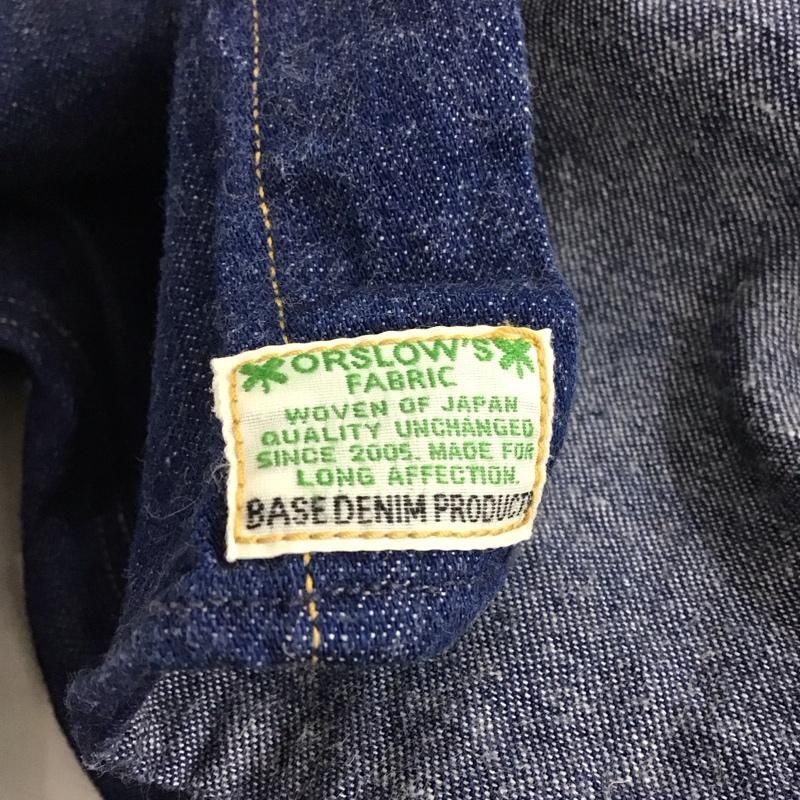 ORSLOW'S
FABRIC
WOVEN OF JAPAN
QUALITY UNCHANGED
SINCE 2005. MADE FOR
LONG AFFECTION.
BASE DENIM PRODUCT